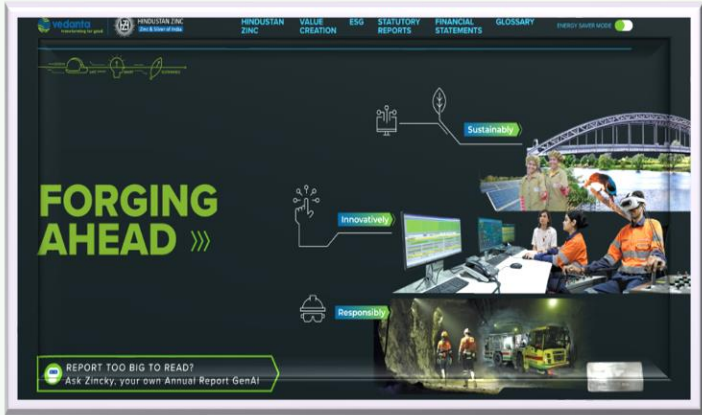 vedanta
transforming for good
HINDUSTAN ZINC
Zinc & Silver of India
HINDUSTAN
ZINC
VALUE
CREATION
ESG
STATUTORY
REPORTS
FINANCIAL
STATEMENTS
GLOSSARY
ENERGY SAVER MODE
Sustainably
FORGING
AHEAD
Innovatively
Responsibly
REPORT TOO BIG TO READ?
Ask Zincky, your own Annual Report GenAI